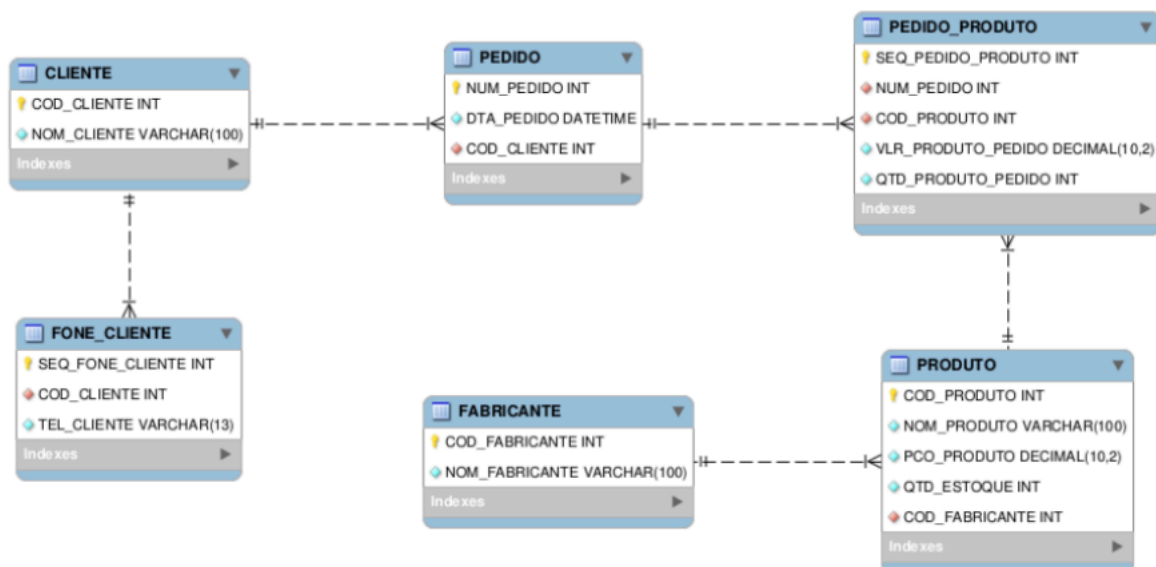 CLIENTE
COD_CLIENTE INT
NOM_CLIENTE VARCHAR(100)
Indexes
PEDIDO
NUM_PEDIDO INT
DTA_PEDIDO DATETIME
COD_CLIENTE INT
Indexes
PEDIDO_PRODUTO
SEQ_PEDIDO_PRODUTO INT
NUM_PEDIDO INT
COD_PRODUTO INT
VLR_PRODUTO_PEDIDO DECIMAL(10,2)
QTD_PRODUTO_PEDIDO INT
Indexes
FONE_CLIENTE
SEQ_FONE_CLIENTE INT
COD_CLIENTE INT
TEL_CLIENTE VARCHAR(13)
Indexes
FABRICANTE
COD_FABRICANTE INT
NOM_FABRICANTE VARCHAR(100)
Indexes
PRODUTO
COD_PRODUTO INT
NOM_PRODUTO VARCHAR(100)
PCO_PRODUTO DECIMAL(10,2)
QTD_ESTOQUE INT
COD_FABRICANTE INT
Indexes